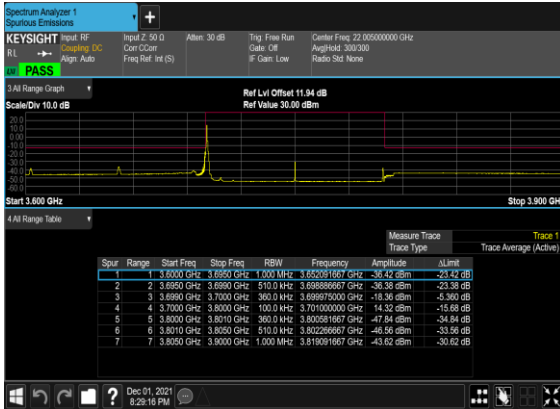 Spectrum Analyzer 1
Spurious Emissions
KEYSIGHT
RL
Input: RF
Coupling: DC
Align: Auto
Input Z: 50 Ω
Corr CCorr
Freq Ref: Int (S)
Atten: 30 dB
Trig: Free Run
Gate: Off
IF Gain: Low
Center Freq: 22.005000000 GHz
Avg|Hold: 300/300
Radio Std: None
PASS
3 All Range Graph
Scale/Div 10.0 dB
Ref Lvl Offset 11.94 dB
Ref Value 30.00 dBm
20.0
10.0
0.00
-10.0
-20.0
-30.0
-40.0
-50.0
-60.0
Start 3.600 GHz
Stop 3.900 GH
4 All Range Table
Measure Trace Trace 1
Trace Type Trace Average (Active)
Spur Range Start Freq Stop Freq RBW Frequency Amplitude ΔLimit
1 1 3.6000 GHz 3.6950 GHz 1.000 MHz 3.652091667 GHz -36.42 dBm -23.42 dB
2 2 3.6950 GHz 3.6990 GHz 510.0 kHz 3.698886667 GHz -36.38 dBm -23.38 dB
3 3 3.6990 GHz 3.7000 GHz 360.0 kHz 3.699975000 GHz -18.36 dBm -5.360 dB
4 4 3.7000 GHz 3.8000 GHz 100.0 kHz 3.701000000 GHz 14.32 dBm -15.68 dB
5 5 3.8000 GHz 3.8010 GHz 360.0 kHz 3.800581667 GHz -47.84 dBm -34.84 dB
6 6 3.8010 GHz 3.8050 GHz 510.0 kHz 3.802266667 GHz -46.56 dBm -33.56 dB
7 7 3.8050 GHz 3.9000 GHz 1.000 MHz 3.819091667 GHz -43.62 dBm -30.62 dB
?
Dec 01, 2021
8:29:16 PM